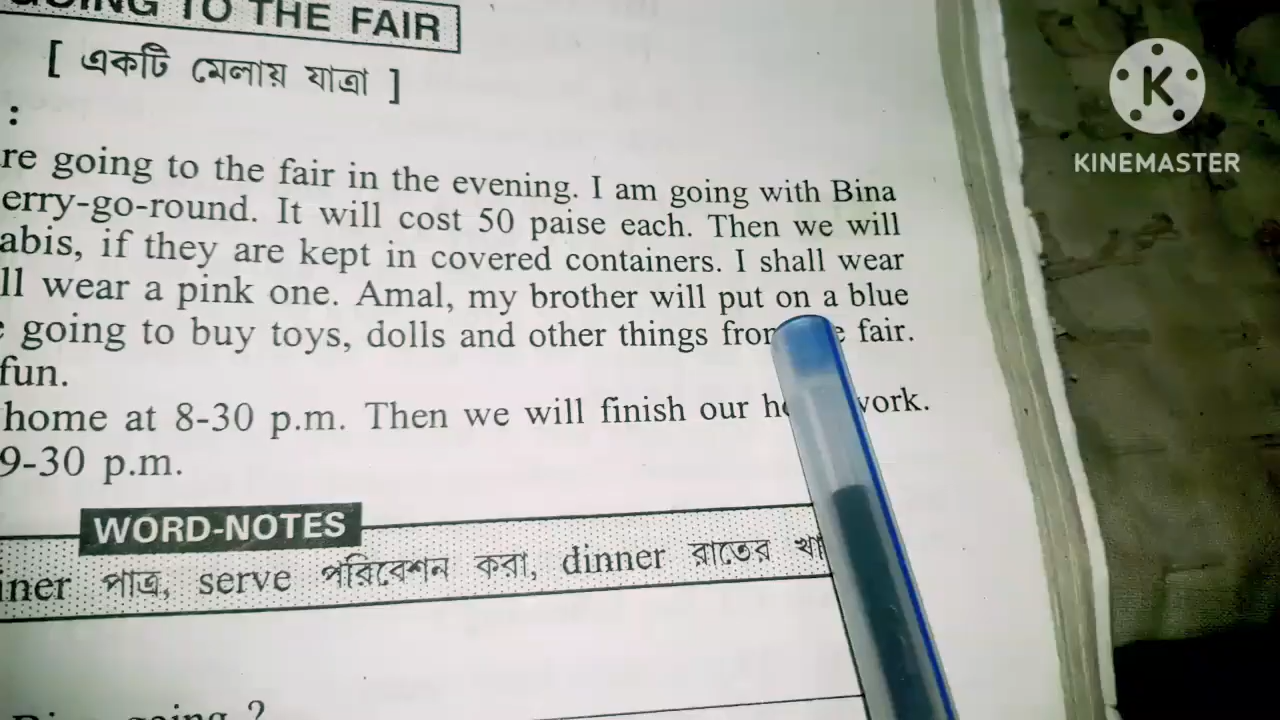 GOING TO THE FAIR
[ একটি মেলায় যাত্রা ]
:
re going to the fair in the evening. I am going with Bina
erry-go-round. It will cost 50 paise each. Then we will
abis, if they are kept in covered containers. I shall wear
ll wear a pink one. Amal, my brother will put on a blue
going to buy toys, dolls and other things from fair.
fun.
home at 8-30 p.m. Then we will finish our work.
9-30 p.m.
WORD-NOTES
iner পাত্র, serve পরিবেশন করা, dinner রাতের খা
going ?
K
KINEMASTER